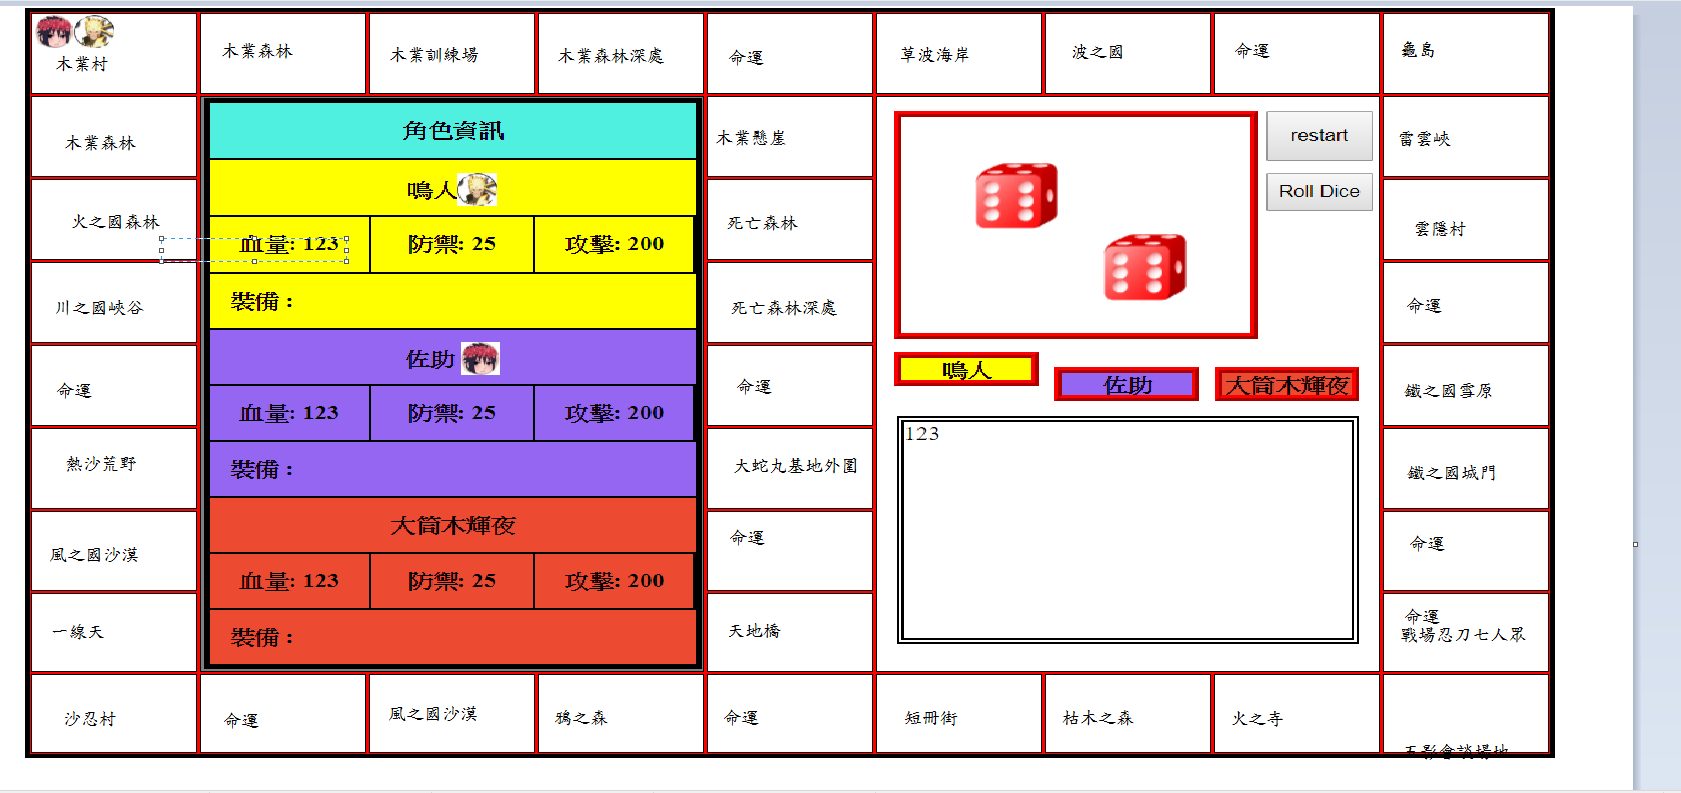 木業村
木業森林
木業訓練場
木業森林深處
命運
草波海岸
波之國
命運
龜島
木業森林
火之國森林
川之國峽谷
命運
熱沙荒野
風之國沙漠
一線天
角色資訊
鳴人
血量: 123
防禦: 25
攻擊: 200
裝備 :
佐助
血量: 123
防禦: 25
攻擊: 200
裝備 :
大筒木輝夜
血量: 123
防禦: 25
攻擊: 200
裝備 :
木業懸崖
死亡森林
死亡森林深處
命運
大蛇丸基地外圍
命運
天地橋
restart
Roll Dice
鳴人
佐助
大筒木輝夜
123
雷雲峽
雲隱村
命運
鐵之國雪原
鐵之國城門
命運
命運
戰場忍刀七人眾
沙忍村
命運
風之國沙漠
鴉之森
命運
短冊街
枯木之森
火之寺
五影會談場地